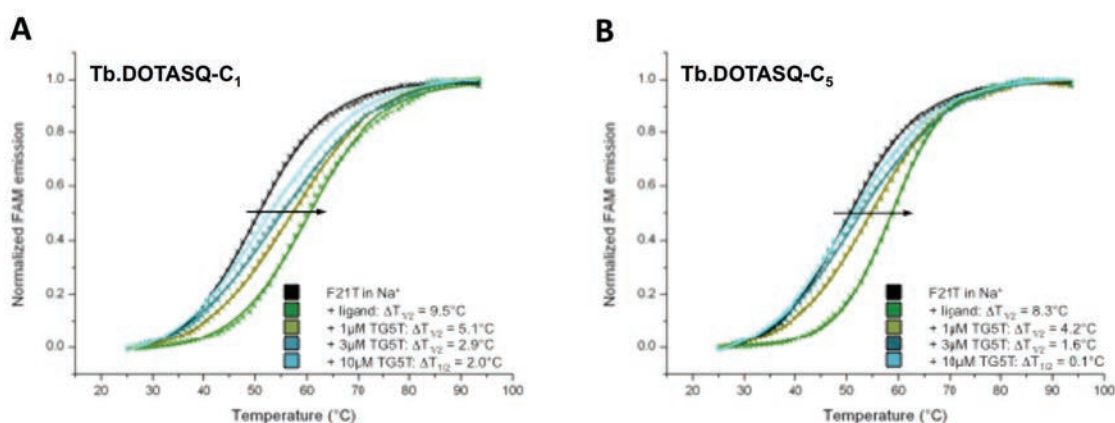 A
Tb.DOTASQ-C₁
Normalized FAM emission
1.0
0.8
0.6
0.4
0.2
0.0
F21T in Na⁺
+ ligand: ΔT₁/₂ = 9.5°C
+ 1µM TG5T: ΔT₁/₂ = 5.1°C
+ 3µM TG5T: ΔT₁/₂ = 2.9°C
+ 10µM TG5T: ΔT₁/₂ = 2.0°C
20 30 40 50 60 70 80 90 100
Temperature (°C)
B
Tb.DOTASQ-C₅
Normalized FAM emission
1.0
0.8
0.6
0.4
0.2
0.0
F21T in Na⁺
+ ligand: ΔT₁/₂ = 8.3°C
+ 1µM TG5T: ΔT₁/₂ = 4.2°C
+ 3µM TG5T: ΔT₁/₂ = 1.6°C
+ 10µM TG5T: ΔT₁/₂ = 0.1°C
20 30 40 50 60 70 80 90 100
Temperature (°C)